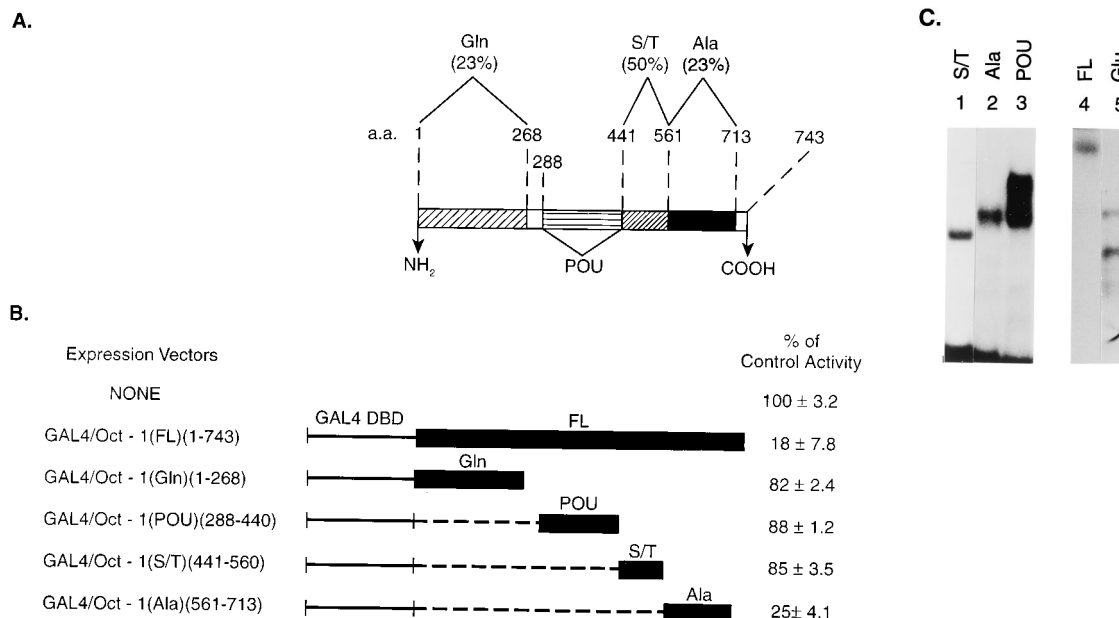 A.
Gln
(23%)
S/T
(50%)
Ala
(23%)
a.a. 1 268 441 561 713 743
288
NH2
POU
COOH
B.
Expression Vectors
% of
Control Activity
NONE 100 ± 3.2
GAL4 DBD FL
GAL4/Oct - 1(FL)(1-743) 18 ± 7.8
Gln
GAL4/Oct - 1(Gln)(1-268) 82 ± 2.4
POU
GAL4/Oct - 1(POU)(288-440) 88 ± 1.2
S/T
GAL4/Oct - 1(S/T)(441-560) 85 ± 3.5
Ala
GAL4/Oct - 1(Ala)(561-713) 25± 4.1
C.
S/T Ala POU FL
1 2 3 4 5